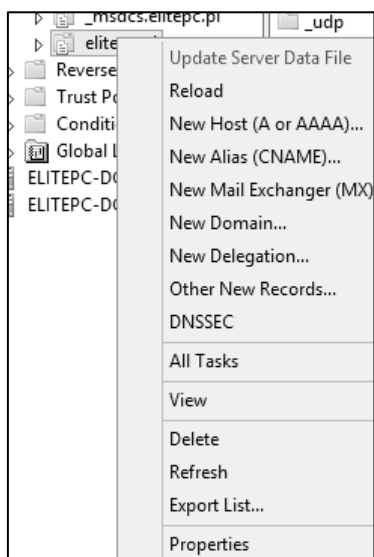 _msdcs.elitepc.pl
_udp
Update Server Data File
Reverse
Reload
Trust
New Host (A or AAAA)...
Conditi
New Alias (CNAME)...
Global
New Mail Exchanger (MX)
ELITEPC-DC
New Domain...
ELITEPC-DC
New Delegation...
Other New Records...
DNSSEC
All Tasks
View
Delete
Refresh
Export List...
Properties